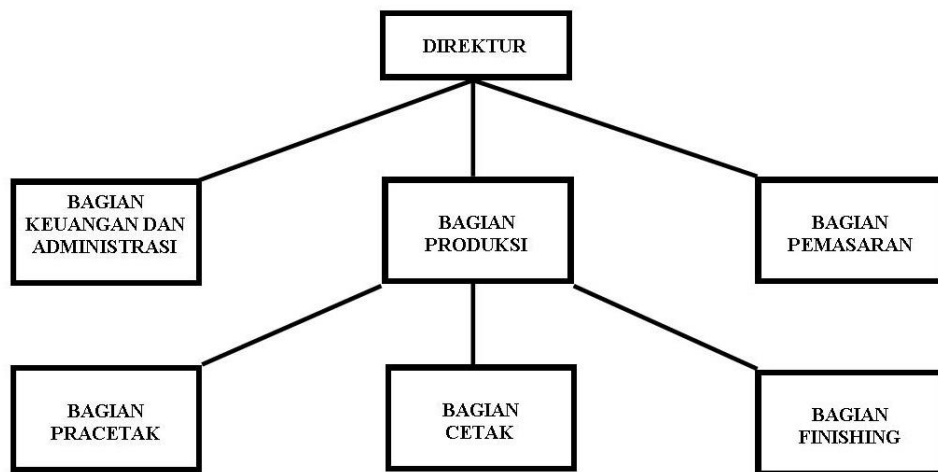 DIREKTUR
BAGIAN
KEUANGAN DAN
ADMINISTRASI
BAGIAN
PRODUKSI
BAGIAN
PEMASARAN
BAGIAN
PRACETAK
BAGIAN
CETAK
BAGIAN
FINISHING